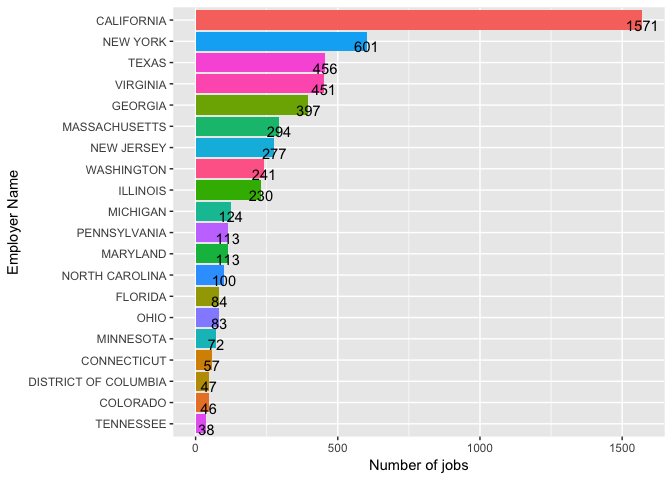 CALIFORNIA 1571
NEW YORK 601
TEXAS 456
VIRGINIA 451
GEORGIA 397
MASSACHUSETTS 294
NEW JERSEY 277
WASHINGTON 241
ILLINOIS 230
MICHIGAN 124
PENNSYLVANIA 113
MARYLAND 113
NORTH CAROLINA 100
FLORIDA 84
OHIO 83
MINNESOTA 72
CONNECTICUT 57
DISTRICT OF COLUMBIA 47
COLORADO 46
TENNESSEE 38
Employer Name
0 500 1000 1500
Number of jobs